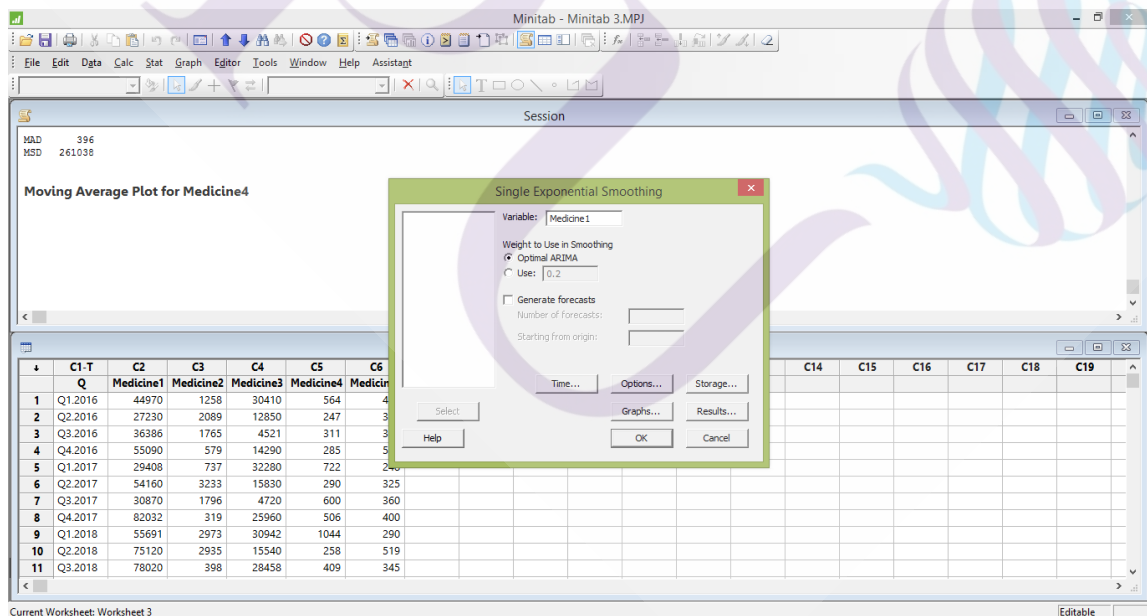 Minitab - Minitab 3.MPJ
File Edit Data Calc Stat Graph Editor Tools Window Help Assistant
Session
MAD 396
MSD 261038
Moving Average Plot for Medicine4
Single Exponential Smoothing
Variable: Medicine1
Weight to Use in Smoothing
Optimal ARIMA
Use: 0.2
Generate forecasts
Number of forecasts:
Starting from origin:
Time... Options... Storage...
Select Graphs... Results...
Help OK Cancel
C1-T C2 C3 C4 C5 C6 C14 C15 C16 C17 C18 C19
Q Medicine1 Medicine2 Medicine3 Medicine4 Medicin
1 Q1.2016 44970 1258 30410 564 4
2 Q2.2016 27230 2089 12850 247 3
3 Q3.2016 36386 1765 4521 311 3
4 Q4.2016 55090 579 14290 285 5
5 Q1.2017 29408 737 32280 722
6 Q2.2017 54160 3233 15830 290 325
7 Q3.2017 30870 1796 4720 600 360
8 Q4.2017 82032 319 25960 506 400
9 Q1.2018 55691 2973 30942 1044 290
10 Q2.2018 75120 2935 15540 258 519
11 Q3.2018 78020 398 28458 409 345
Current Worksheet: Worksheet 3 Editable